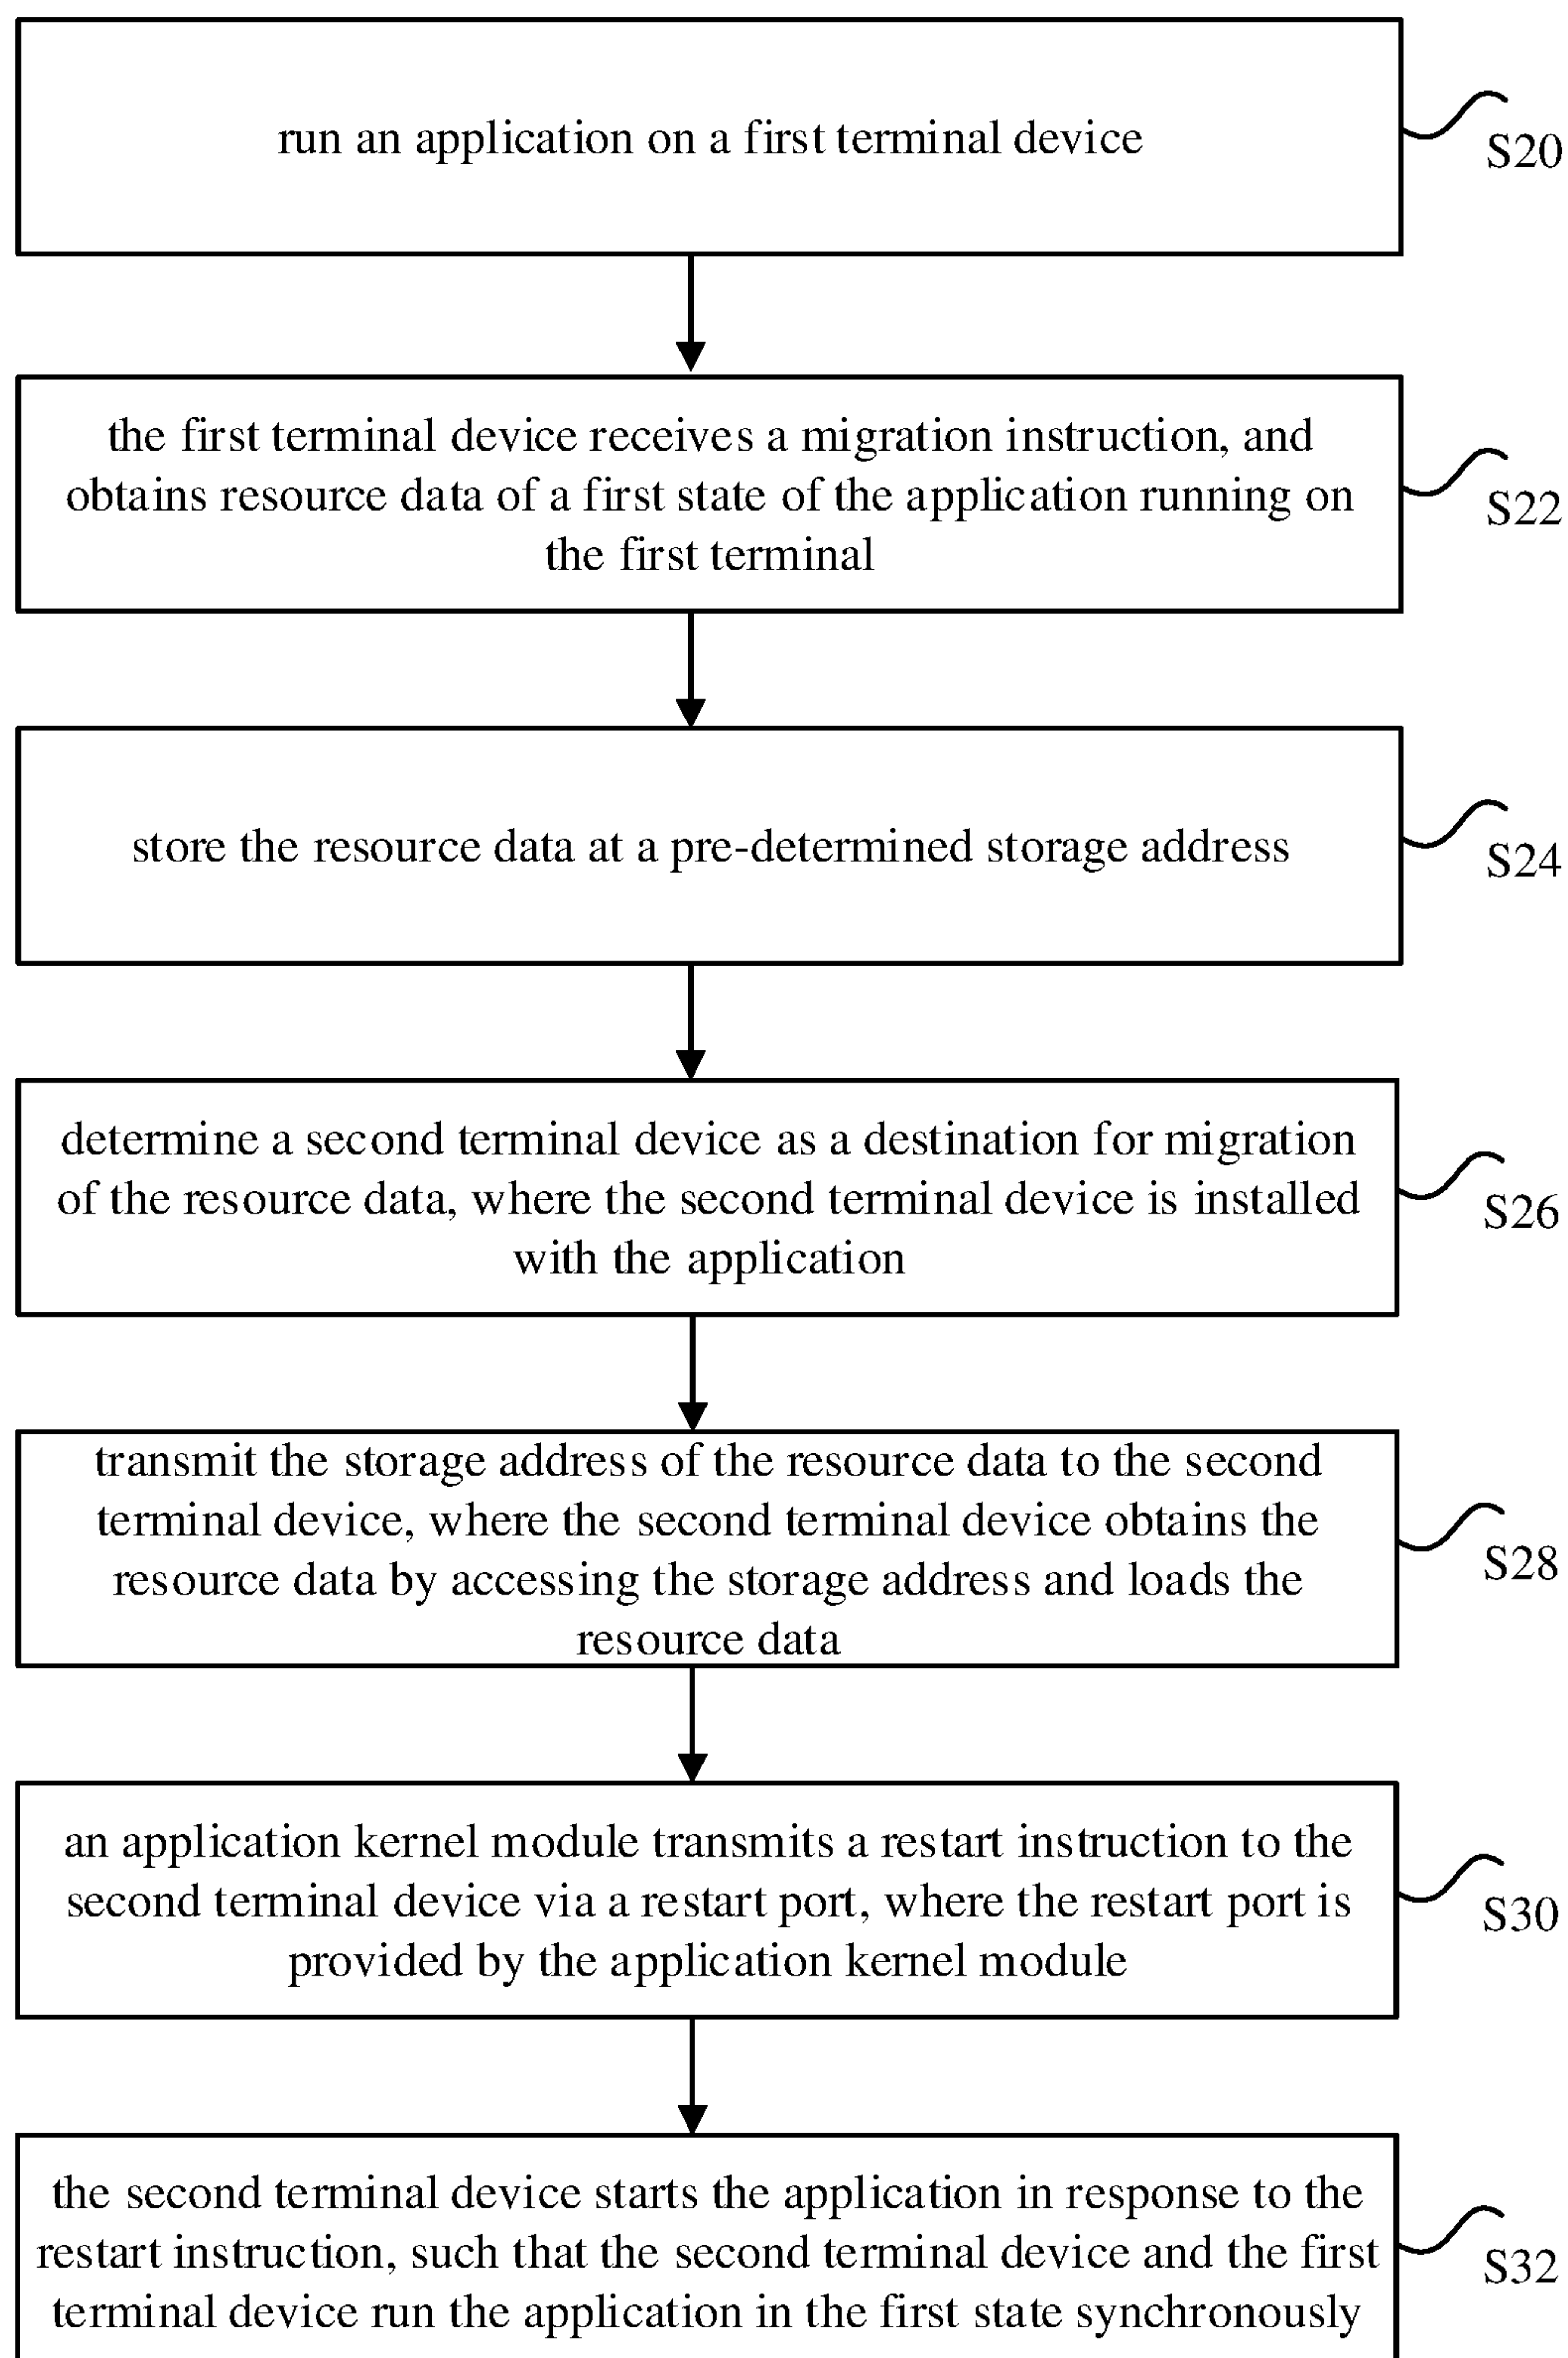 run an application on a first terminal device
S20
the first terminal device receives a migration instruction, and
obtains resource data of a first state of the application running on
the first terminal
S22
store the resource data at a pre-determined storage address
S24
determine a second terminal device as a destination for migration
of the resource data, where the second terminal device is installed
with the application
S26
transmit the storage address of the resource data to the second
terminal device, where the second terminal device obtains the
resource data by accessing the storage address and loads the
resource data
S28
an application kernel module transmits a restart instruction to the
second terminal device via a restart port, where the restart port is
provided by the application kernel module
S30
the second terminal device starts the application in response to the
restart instruction, such that the second terminal device and the first
terminal device run the application in the first state synchronously
S32